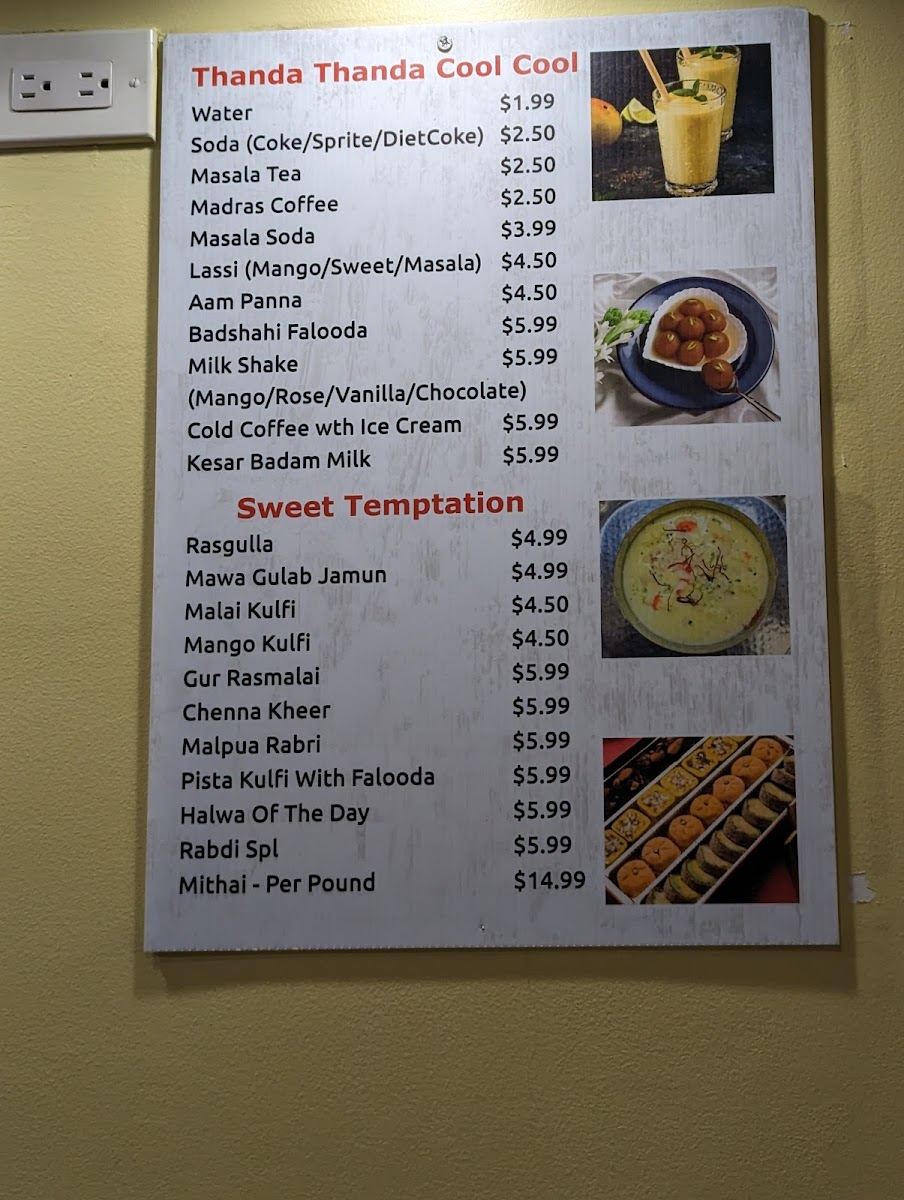 Thanda Thanda Cool Cool
Water $1.99
Soda (Coke/Sprite/DietCoke) $2.50
Masala Tea $2.50
Madras Coffee $2.50
Masala Soda $3.99
Lassi (Mango/Sweet/Masala) $4.50
Aam Panna $4.50
Badshahi Falooda $5.99
Milk Shake $5.99
(Mango/Rose/Vanilla/Chocolate)
Cold Coffee wth Ice Cream $5.99
Kesar Badam Milk $5.99
Sweet Temptation
Rasgulla $4.99
Mawa Gulab Jamun $4.99
Malai Kulfi $4.50
Mango Kulfi $4.50
Gur Rasmalai $5.99
Chenna Kheer $5.99
Malpua Rabri $5.99
Pista Kulfi With Falooda $5.99
Halwa Of The Day $5.99
Rabdi Spl $5.99
Mithai - Per Pound $14.99